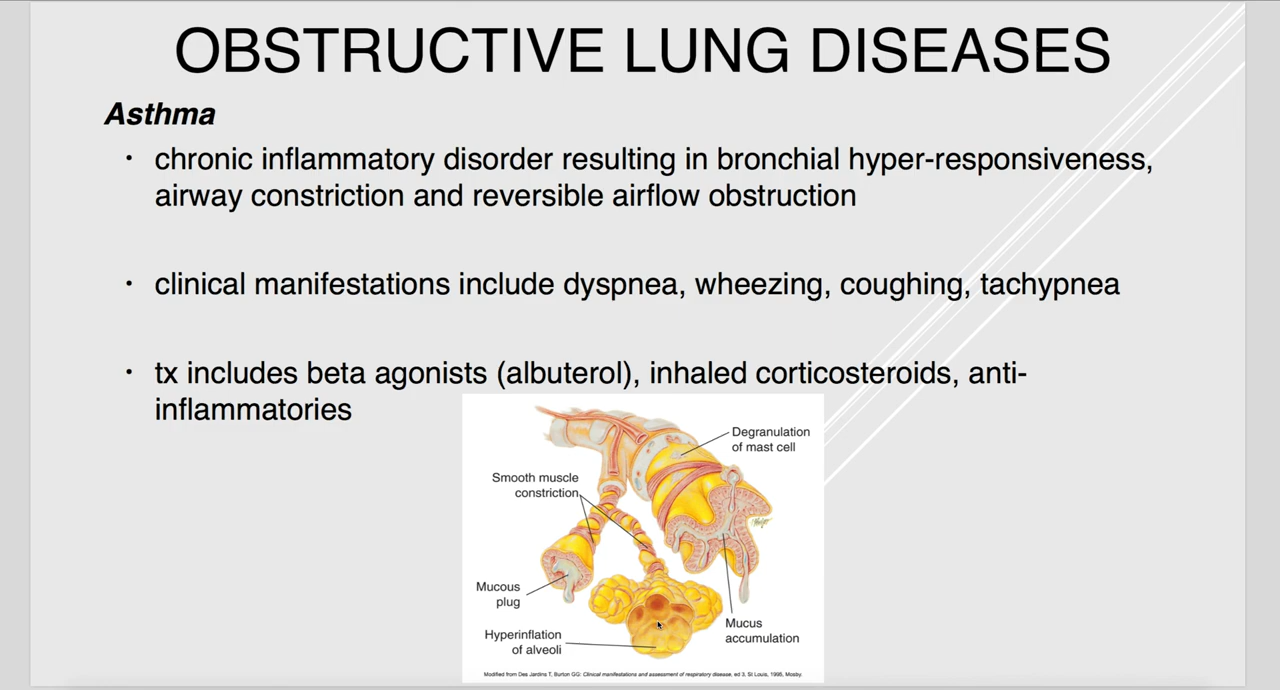 OBSTRUCTIVE LUNG DISEASES
Asthma
• chronic inflammatory disorder resulting in bronchial hyper-responsiveness,
airway constriction and reversible airflow obstruction
• clinical manifestations include dyspnea, wheezing, coughing, tachypnea
• tx includes beta agonists (albuterol), inhaled corticosteroids, anti-
inflammatories
Degranulation
of mast cell
Smooth muscle
constriction
Mucous
plug
Hyperinflation
of alveoli
Mucus
accumulation
Modified from Des Jardins T, Burton GG: Clinical manifestations and assessment of respiratory disease, ed 3, St Louis, 1995, Mosby.